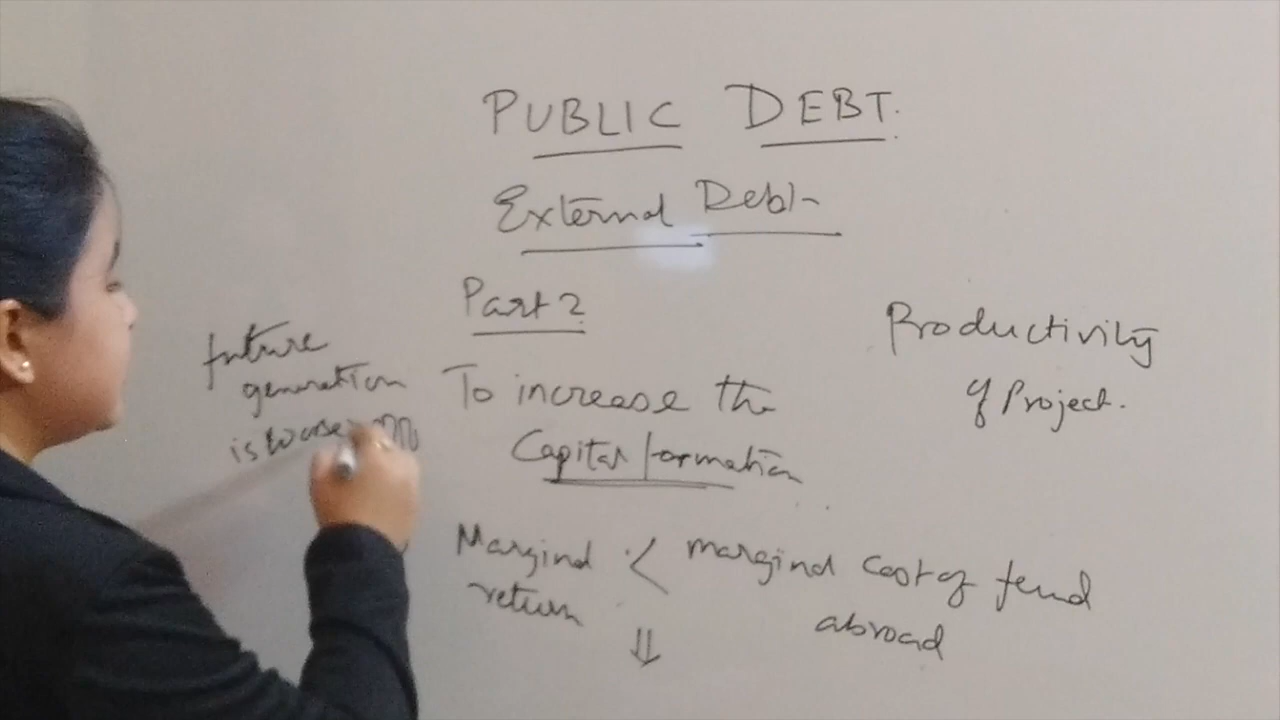 PUBLIC DEBT.
External Debt
Part 2
future
generation
is worse
To increase the
Capital formation
Productivity
of Project.
Marginal < marginal cost of fund
return
abroad
⇓